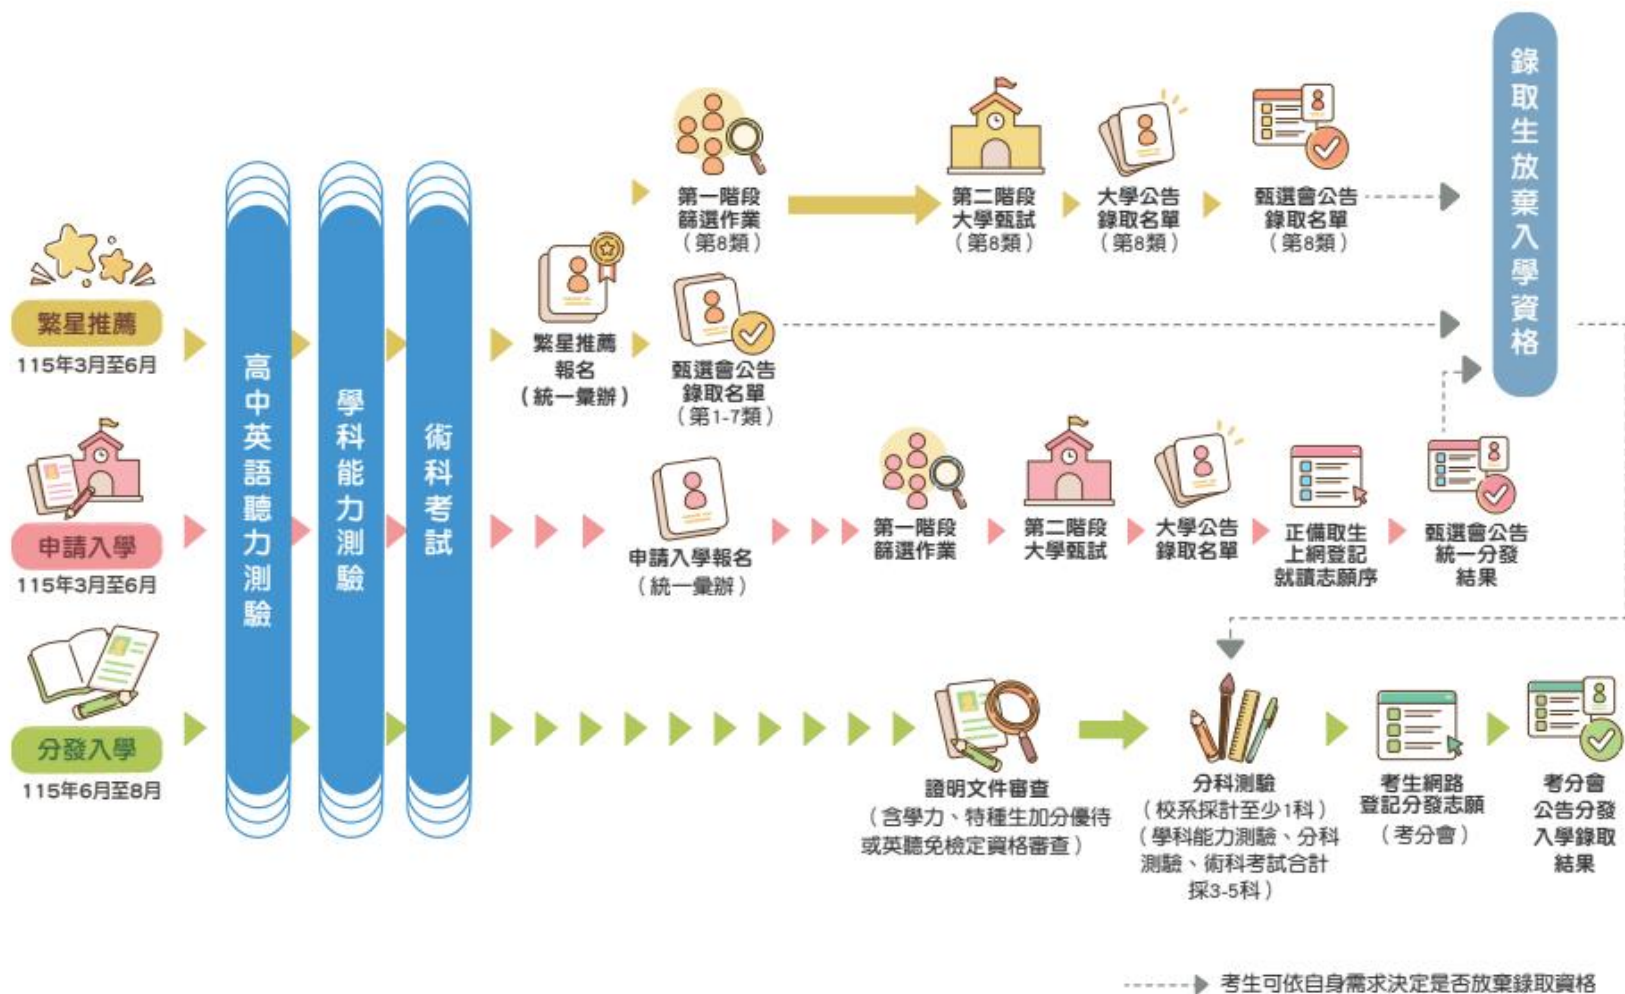 繁星推薦
115年3月至6月
申請入學
115年3月至6月
分發入學
115年6月至8月
高中英語聽力測驗
學科能力測驗
術科考試
繁星推薦
報名
（統一彙辦）
第一階段
篩選作業
（第8類）
第二階段
大學甄試
（第8類）
大學公告
錄取名單
（第8類）
甄選會公告
錄取名單
（第8類）
甄選會公告
錄取名單
（第1-7類）
錄取生放棄入學資格
申請入學報名
（統一彙辦）
第一階段
篩選作業
第二階段
大學甄試
大學公告
錄取名單
正備取生
上網登記
就讀志願序
甄選會公告
統一分發
結果
證明文件審查
（含學力、特種生加分優待
或英聽免檢定資格審查）
分科測驗
（校系採計至少1科）
（學科能力測驗、分科
測驗、術科考試合計
採3-5科）
考生網路
登記分發志願
（考分會）
考分會
公告分發
入學錄取
結果
考生可依自身需求決定是否放棄錄取資格